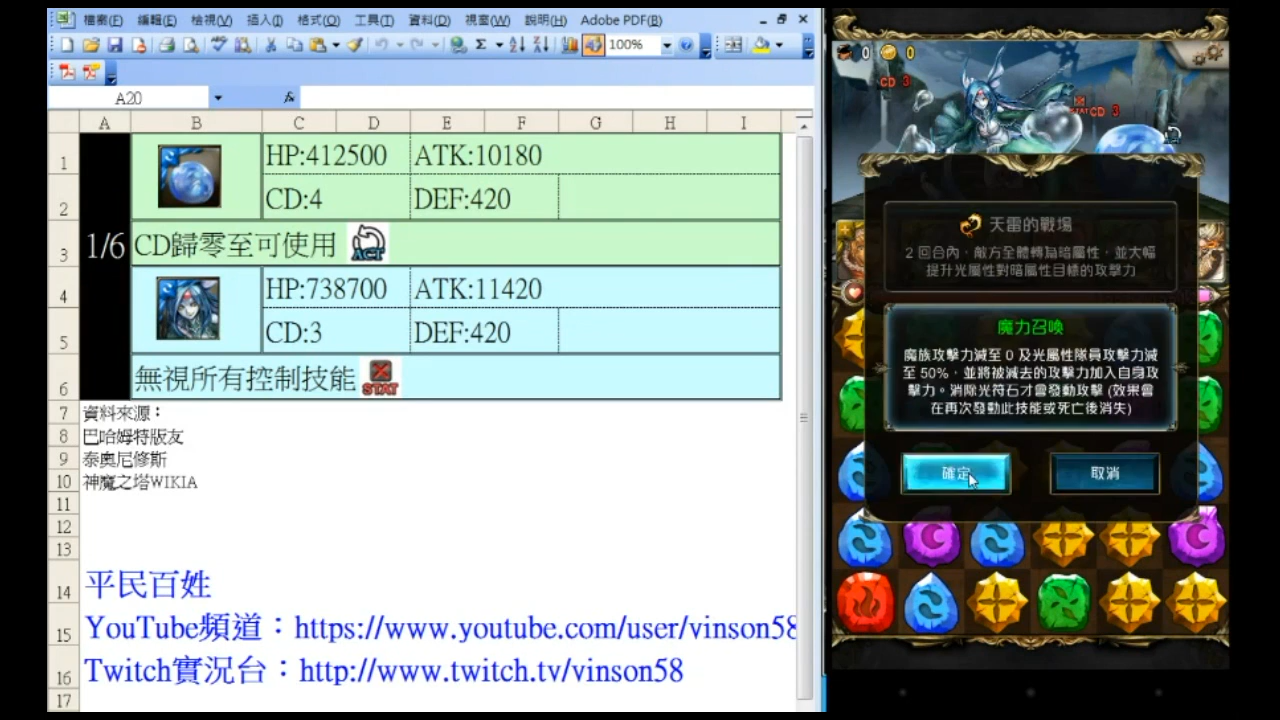 檔案(F) 編輯(E) 檢視(V) 插入(I) 格式(O) 工具(T) 資料(D) 視窗(W) 說明(H) Adobe PDF(B)
100%
A20
fx
A B C D E F G H I
1 HP:412500 ATK:10180
2 CD:4 DEF:420
3 1/6 CD歸零至可使用 ACT
4 HP:738700 ATK:11420
5 CD:3 DEF:420
6 無視所有控制技能 STAT
7 資料來源：
8 巴哈姆特版友
9 泰奧尼修斯
10 神魔之塔WIKIA
11
12
13
14 平民百姓
15 YouTube頻道：https://www.youtube.com/user/vinson58
16 Twitch實況台：http://www.twitch.tv/vinson58
17
0 0
CD 3
STAT CD 3
天雷的戰場
2 回合內，敵方全體轉為暗屬性，並大幅
提升光屬性對暗屬性目標的攻擊力
魔力召喚
魔族攻擊力減至 0 及光屬性隊員攻擊力減
至 50%，並將被減去的攻擊力加入自身攻
擊力。消除光符石才會發動攻擊 (效果會
在再次發動此技能或死亡後消失)
確定 取消